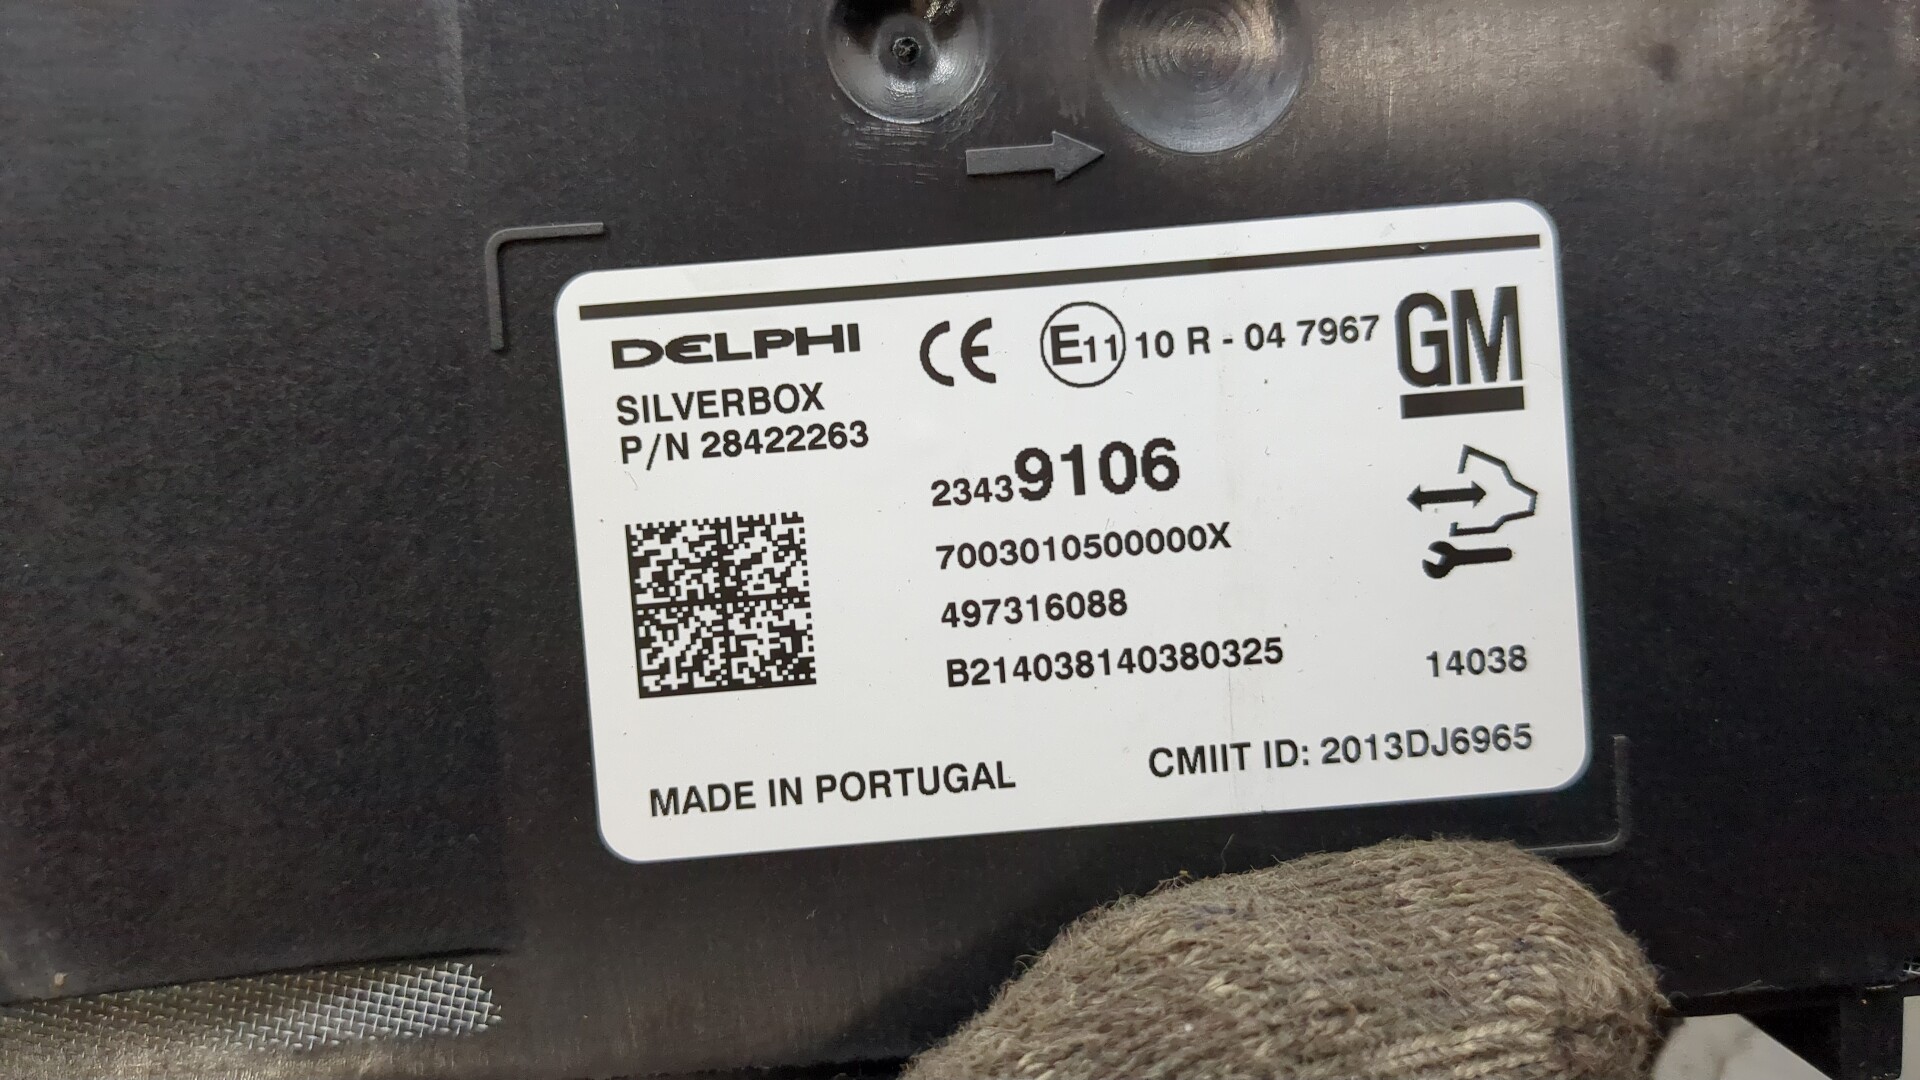 DELPHI CE E11 10 R - 04 7967 GM
SILVERBOX
P/N 28422263
23439106
7003010500000X
497316088
B214038140380325 14038
MADE IN PORTUGAL CMIIT ID: 2013DJ6965